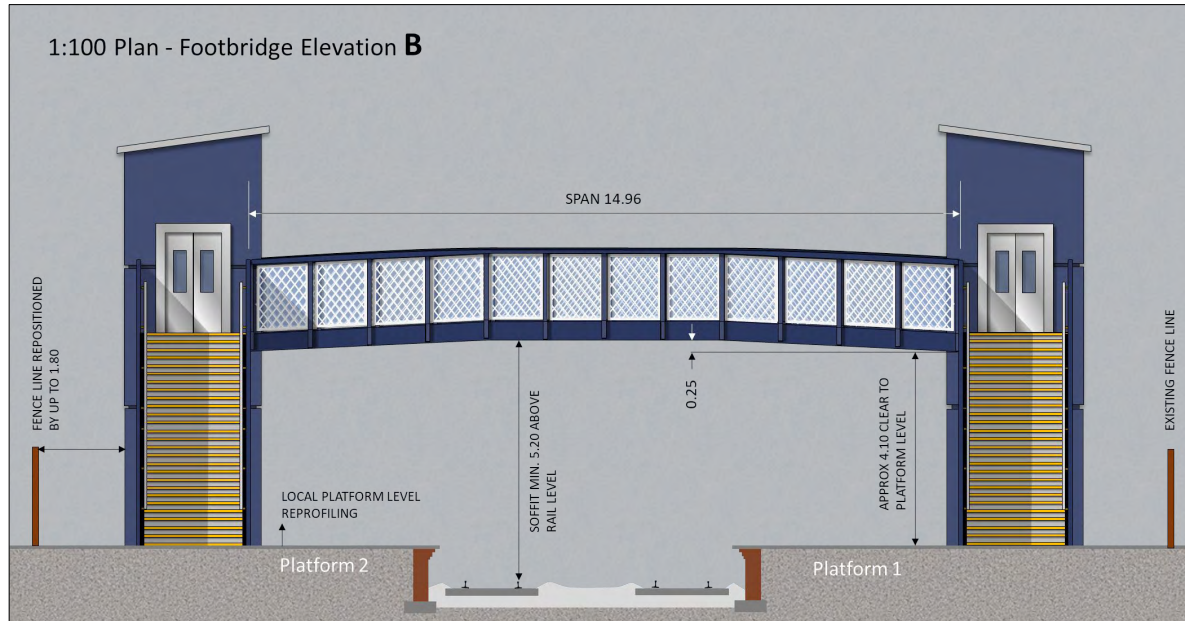 1:100 Plan - Footbridge Elevation B
SPAN 14.96
FENCE LINE REPOSITIONED
BY UP TO 1.80
0.25
SOFFIT MIN. 5.20 ABOVE
RAIL LEVEL
APPROX 4.10 CLEAR TO
PLATFORM LEVEL
EXISTING FENCE LINE
LOCAL PLATFORM LEVEL
REPROFILING
Platform 2
Platform 1